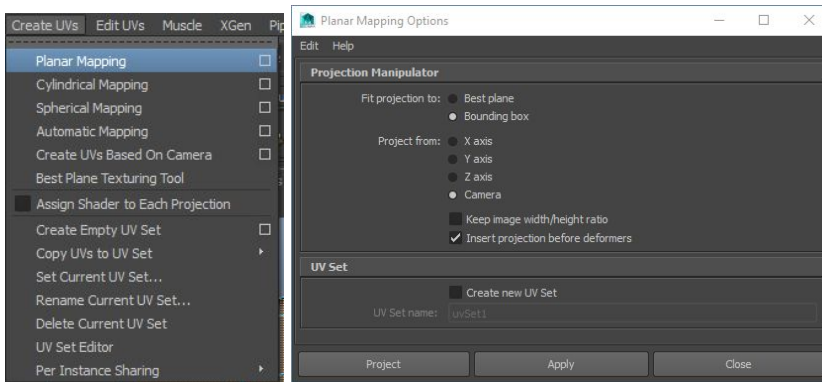 Create UVs Edit UVs Muscle XGen
Planar Mapping
Cylindrical Mapping
Spherical Mapping
Automatic Mapping
Create UVs Based On Camera
Best Plane Texturing Tool
Assign Shader to Each Projection
Create Empty UV Set
Copy UVs to UV Set
Set Current UV Set...
Rename Current UV Set...
Delete Current UV Set
UV Set Editor
Per Instance Sharing
Planar Mapping Options
Edit Help
Projection Manipulator
Fit projection to: Best plane
Bounding box
Project from: X axis
Y axis
Z axis
Camera
Keep image width/height ratio
Insert projection before deformers
UV Set
Create new UV Set
UV Set name: uvSet1
Project Apply Close